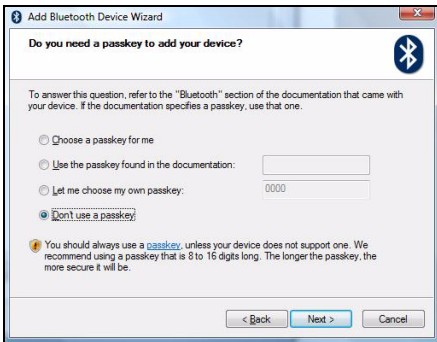 Add Bluetooth Device Wizard
Do you need a passkey to add your device?
To answer this question, refer to the "Bluetooth" section of the documentation that came with
your device. If the documentation specifies a passkey, use that one.
Choose a passkey for me
Use the passkey found in the documentation:
Let me choose my own passkey: 0000
Don't use a passkey
You should always use a passkey, unless your device does not support one. We
recommend using a passkey that is 8 to 16 digits long. The longer the passkey, the
more secure it will be.
< Back Next > Cancel